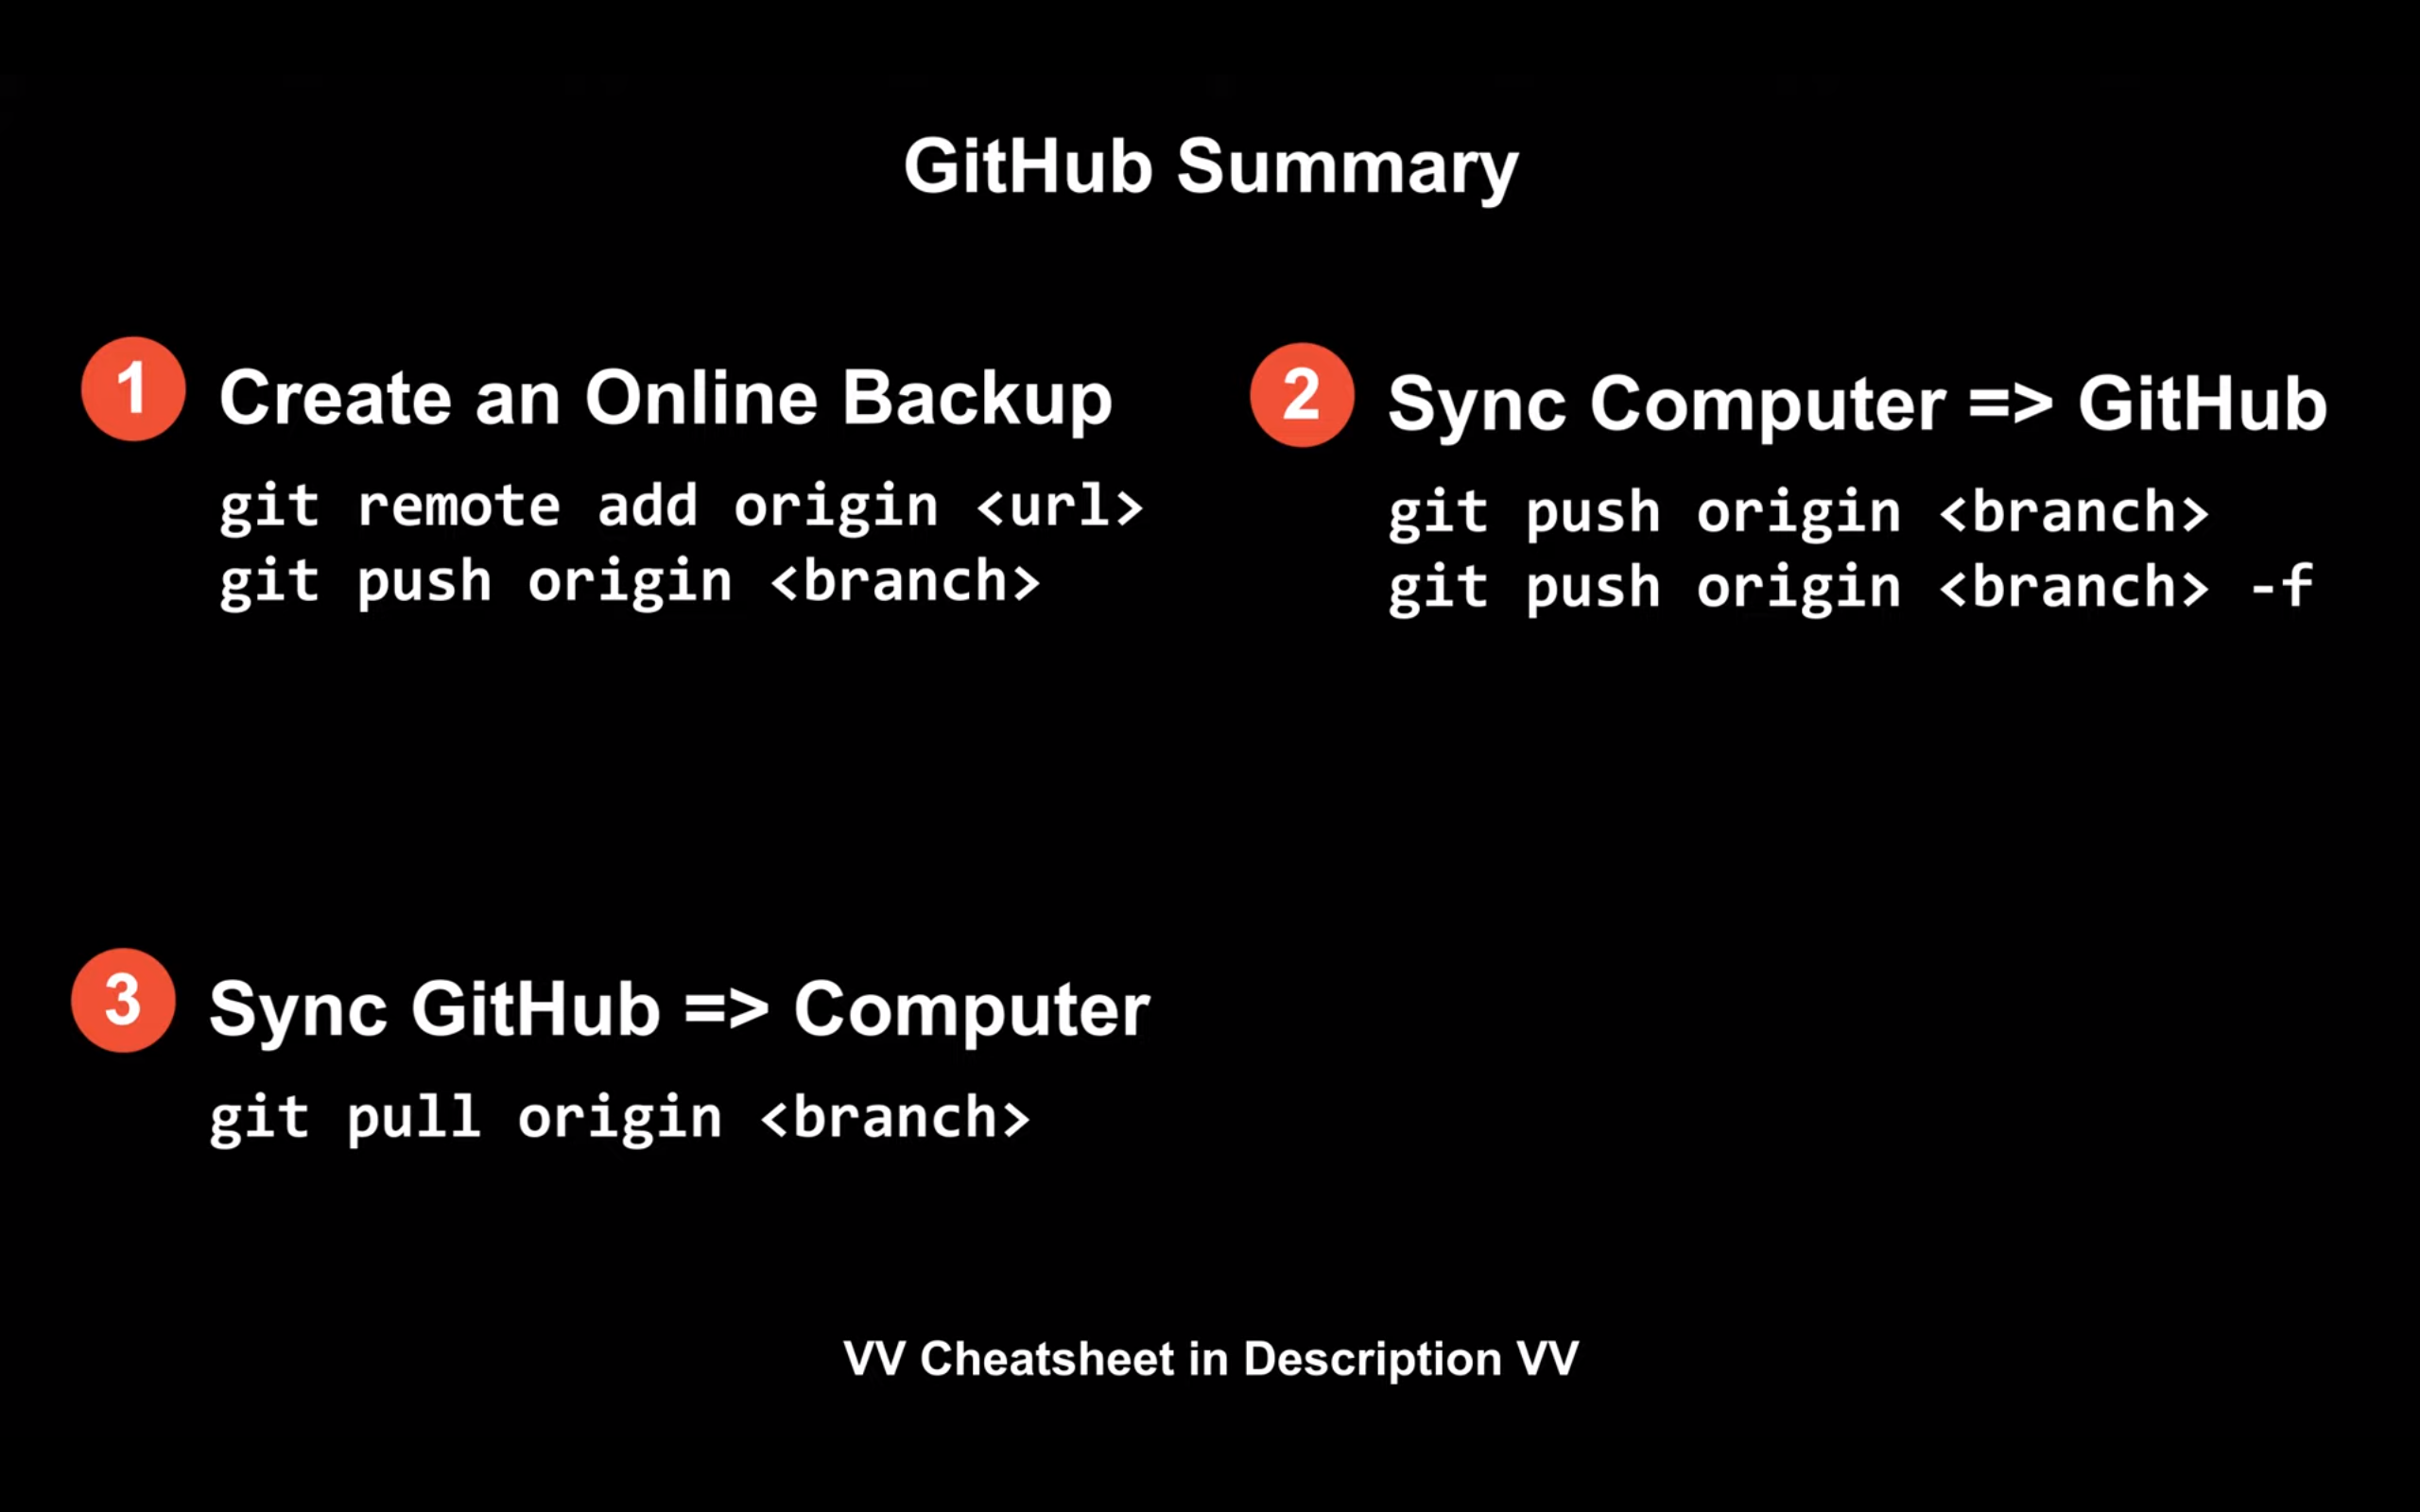 GitHub Summary
1
Create an Online Backup
git remote add origin <url>
git push origin <branch>
2
Sync Computer => GitHub
git push origin <branch>
git push origin <branch> -f
3
Sync GitHub => Computer
git pull origin <branch>
VV Cheatsheet in Description VV